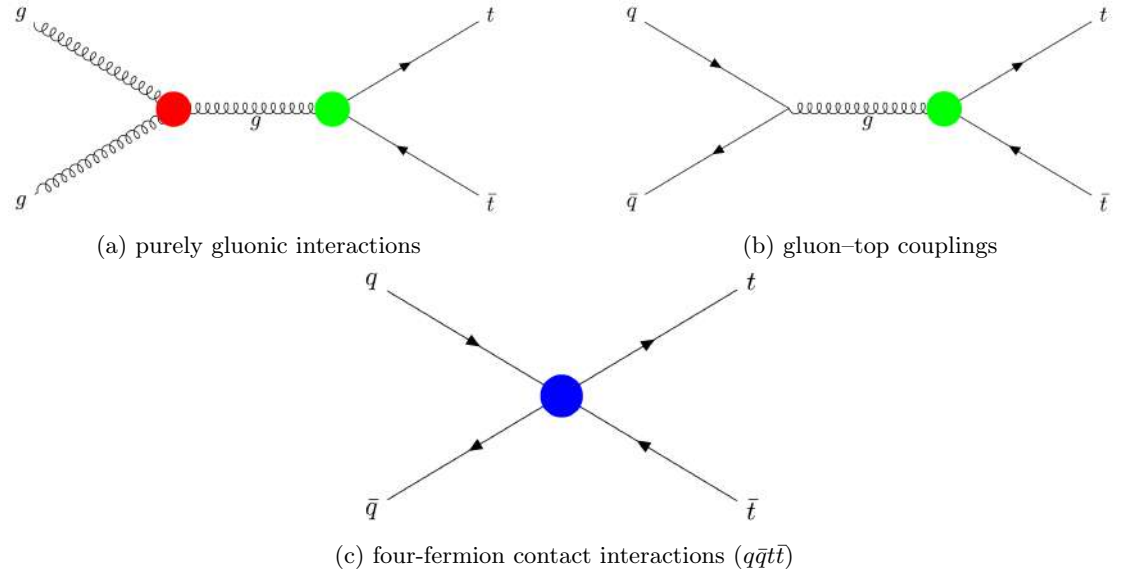 g t q t
g g
g t̄ q̄ t̄
(a) purely gluonic interactions (b) gluon–top couplings
q t
q̄ t̄
(c) four-fermion contact interactions (qq̄tt̄)